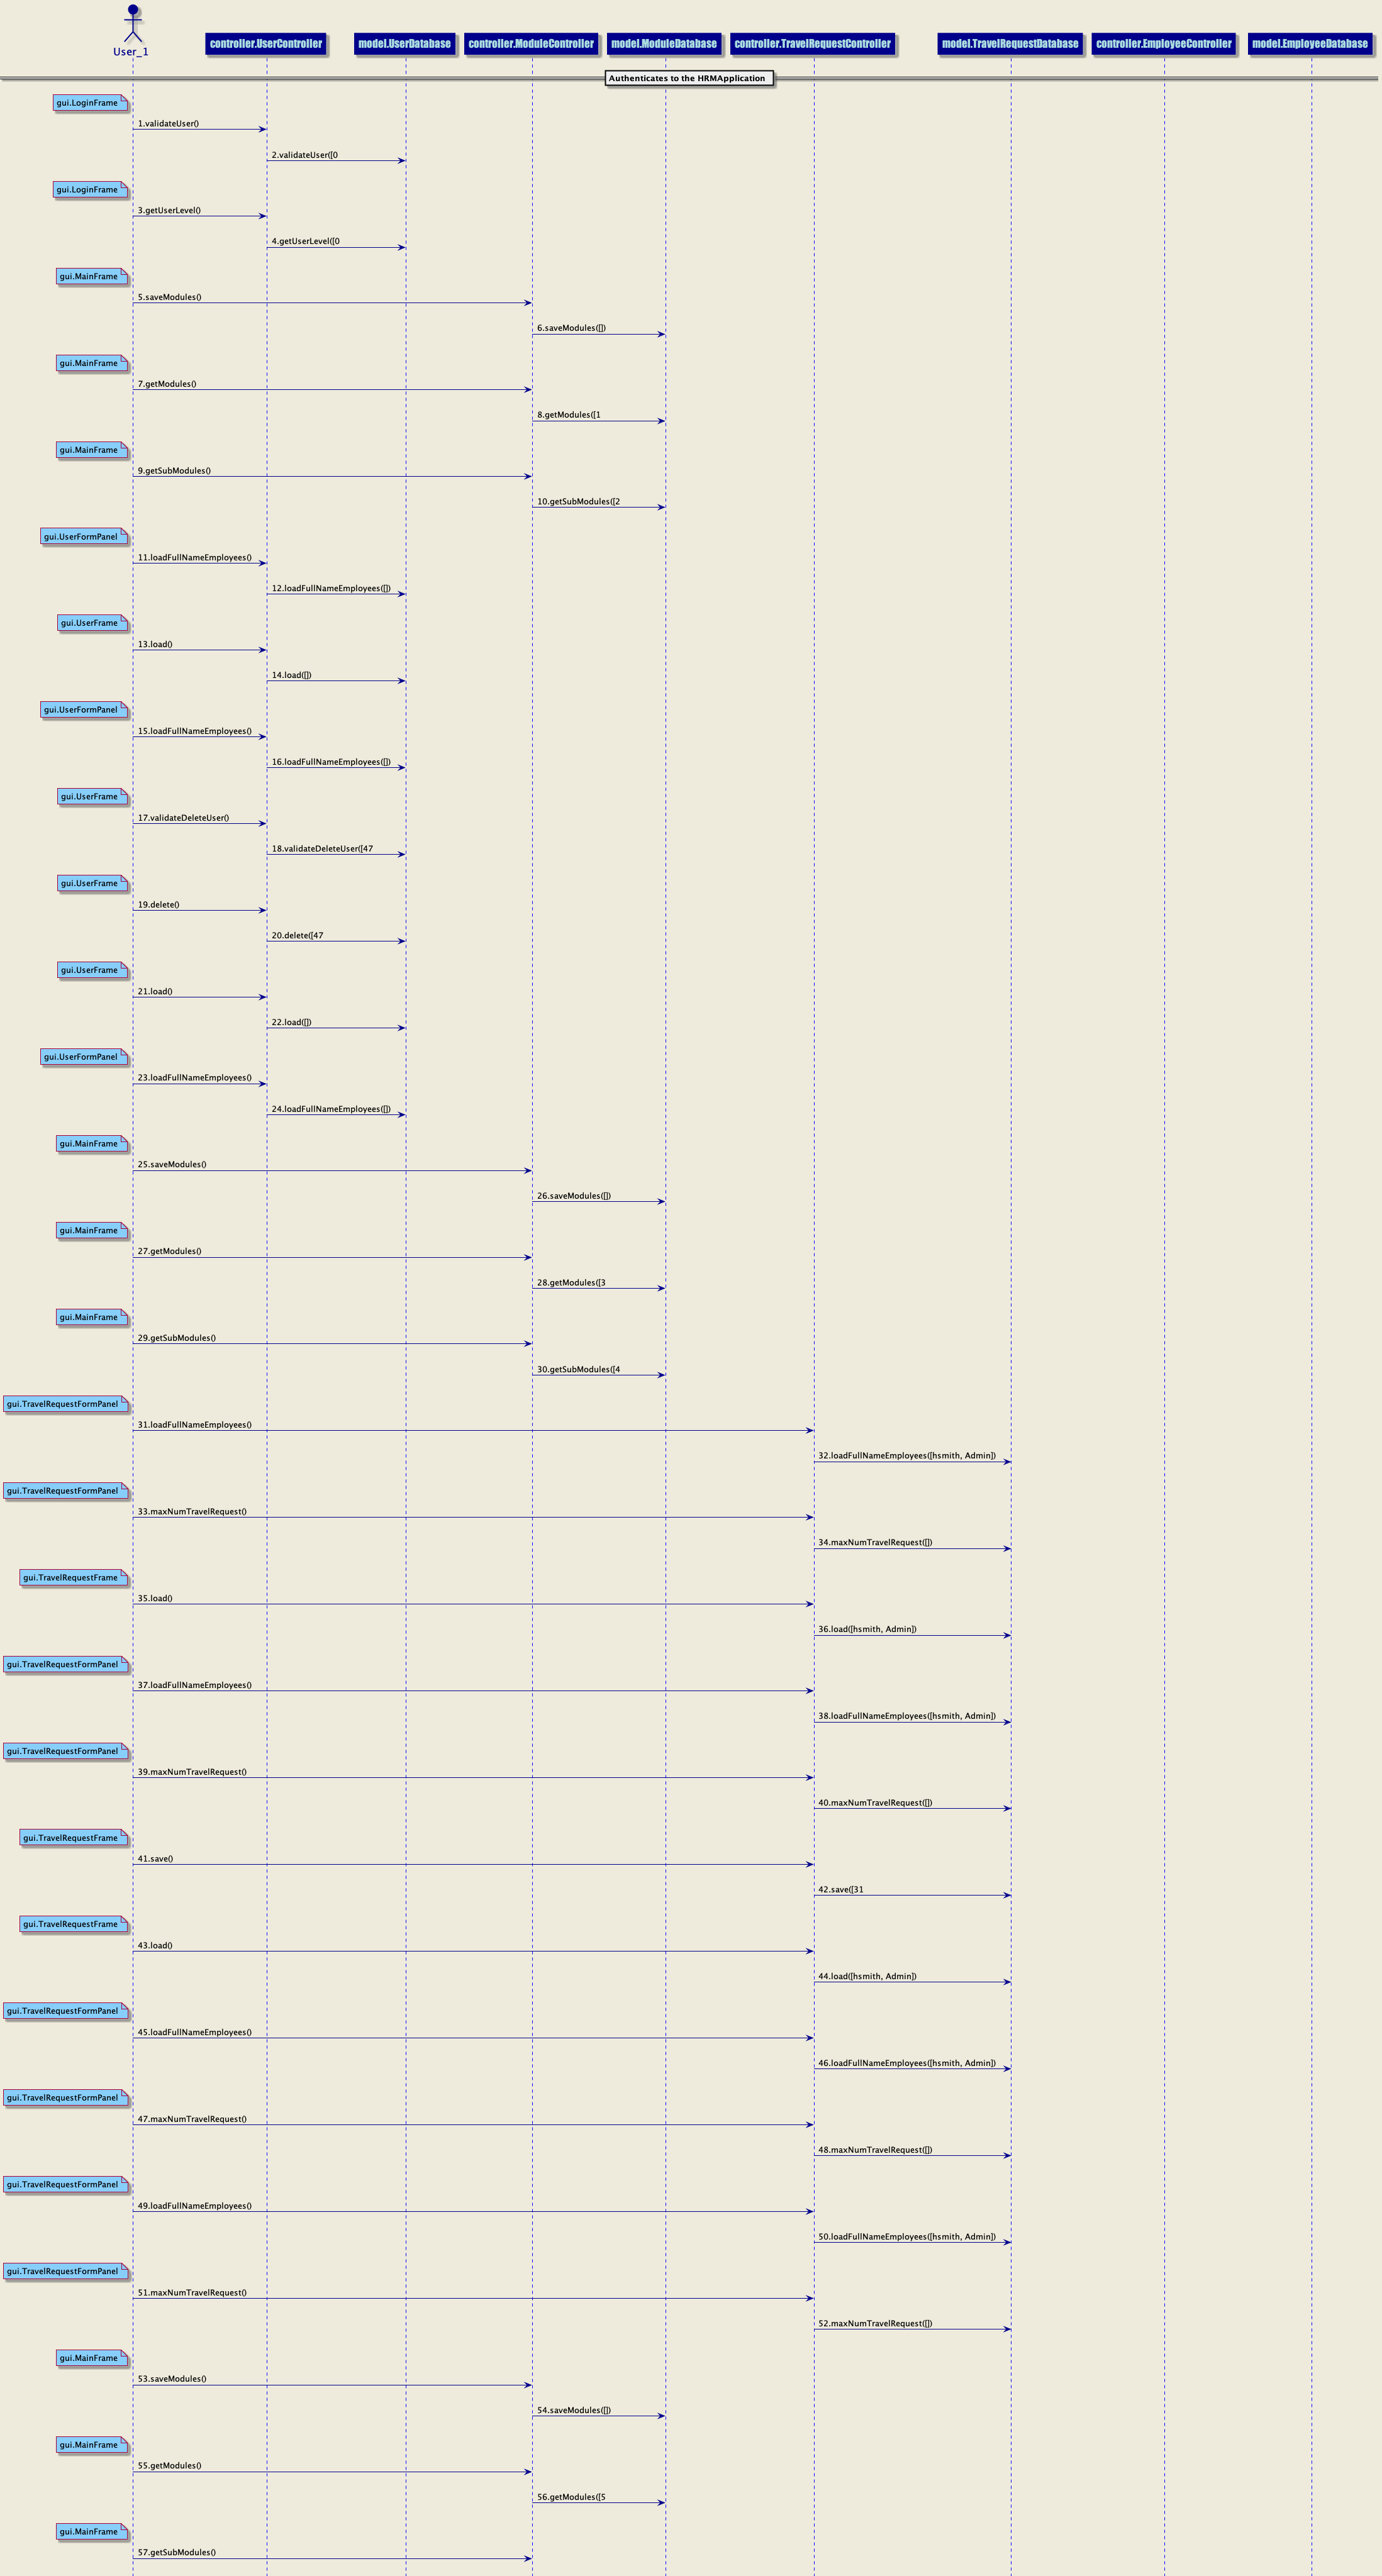 User_1
controller.UserController
model.UserDatabase
controller.ModuleController
model.ModuleDatabase
controller.TravelRequestController
model.TravelRequestDatabase
controller.EmployeeController
model.EmployeeDatabase
Authenticates to the HRMApplication
gui.LoginFrame
1.validateUser()
2.validateUser([0
gui.LoginFrame
3.getUserLevel()
4.getUserLevel([0
gui.MainFrame
5.saveModules()
6.saveModules([])
gui.MainFrame
7.getModules()
8.getModules([1
gui.MainFrame
9.getSubModules()
10.getSubModules([2
gui.UserFormPanel
11.loadFullNameEmployees()
12.loadFullNameEmployees([])
gui.UserFrame
13.load()
14.load([])
gui.UserFormPanel
15.loadFullNameEmployees()
16.loadFullNameEmployees([])
gui.UserFrame
17.validateDeleteUser()
18.validateDeleteUser([47
gui.UserFrame
19.delete()
20.delete([47
gui.UserFrame
21.load()
22.load([])
gui.UserFormPanel
23.loadFullNameEmployees()
24.loadFullNameEmployees([])
gui.MainFrame
25.saveModules()
26.saveModules([])
gui.MainFrame
27.getModules()
28.getModules([3
gui.MainFrame
29.getSubModules()
30.getSubModules([4
gui.TravelRequestFormPanel
31.loadFullNameEmployees()
32.loadFullNameEmployees([hsmith, Admin])
gui.TravelRequestFormPanel
33.maxNumTravelRequest()
34.maxNumTravelRequest([])
gui.TravelRequestFrame
35.load()
36.load([hsmith, Admin])
gui.TravelRequestFormPanel
37.loadFullNameEmployees()
38.loadFullNameEmployees([hsmith, Admin])
gui.TravelRequestFormPanel
39.maxNumTravelRequest()
40.maxNumTravelRequest([])
gui.TravelRequestFrame
41.save()
42.save([31
gui.TravelRequestFrame
43.load()
44.load([hsmith, Admin])
gui.TravelRequestFormPanel
45.loadFullNameEmployees()
46.loadFullNameEmployees([hsmith, Admin])
gui.TravelRequestFormPanel
47.maxNumTravelRequest()
48.maxNumTravelRequest([])
gui.TravelRequestFormPanel
49.loadFullNameEmployees()
50.loadFullNameEmployees([hsmith, Admin])
gui.TravelRequestFormPanel
51.maxNumTravelRequest()
52.maxNumTravelRequest([])
gui.MainFrame
53.saveModules()
54.saveModules([])
gui.MainFrame
55.getModules()
56.getModules([5
gui.MainFrame
57.getSubModules()